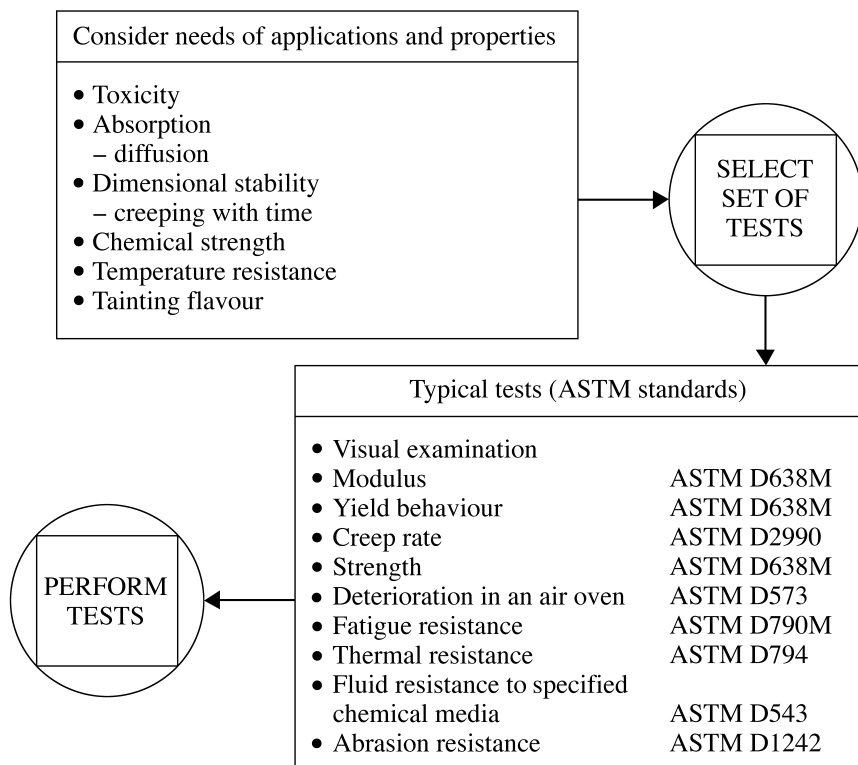 Consider needs of applications and properties
• Toxicity
• Absorption
– diffusion
• Dimensional stability
– creeping with time
• Chemical strength
• Temperature resistance
• Tainting flavour
SELECT
SET OF
TESTS
Typical tests (ASTM standards)
• Visual examination
• Modulus ASTM D638M
• Yield behaviour ASTM D638M
• Creep rate ASTM D2990
• Strength ASTM D638M
• Deterioration in an air oven ASTM D573
• Fatigue resistance ASTM D790M
• Thermal resistance ASTM D794
• Fluid resistance to specified
chemical media ASTM D543
• Abrasion resistance ASTM D1242
PERFORM
TESTS